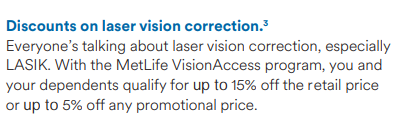 Discounts on laser vision correction.³
Everyone’s talking about laser vision correction, especially
LASIK. With the MetLife VisionAccess program, you and
your dependents qualify for up to 15% off the retail price
or up to 5% off any promotional price.